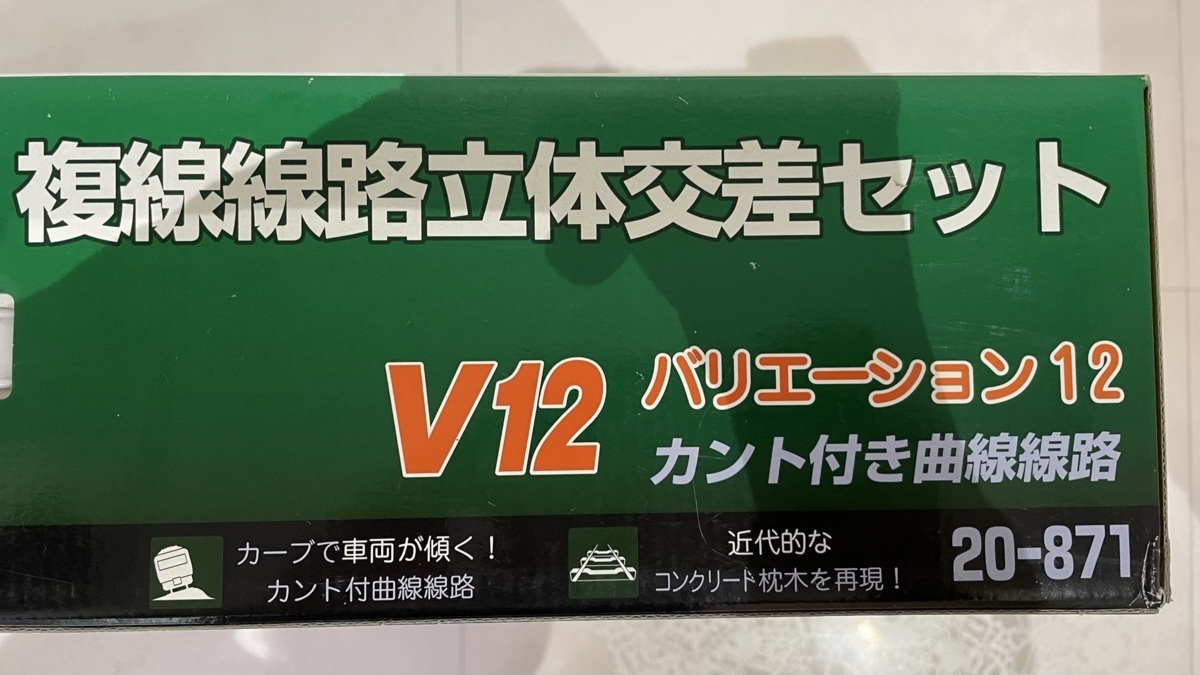 複線線路立体交差セット
V12
バリエーション12
カント付き曲線線路
カーブで車両が傾く！
カント付曲線線路
近代的な
コンクリート枕木を再現！
20-871